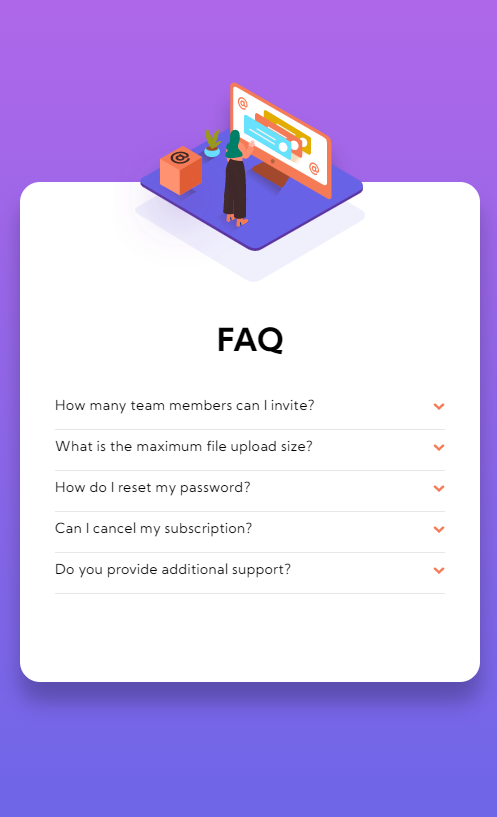 @
@
@
FAQ
How many team members can I invite?
What is the maximum file upload size?
How do I reset my password?
Can I cancel my subscription?
Do you provide additional support?